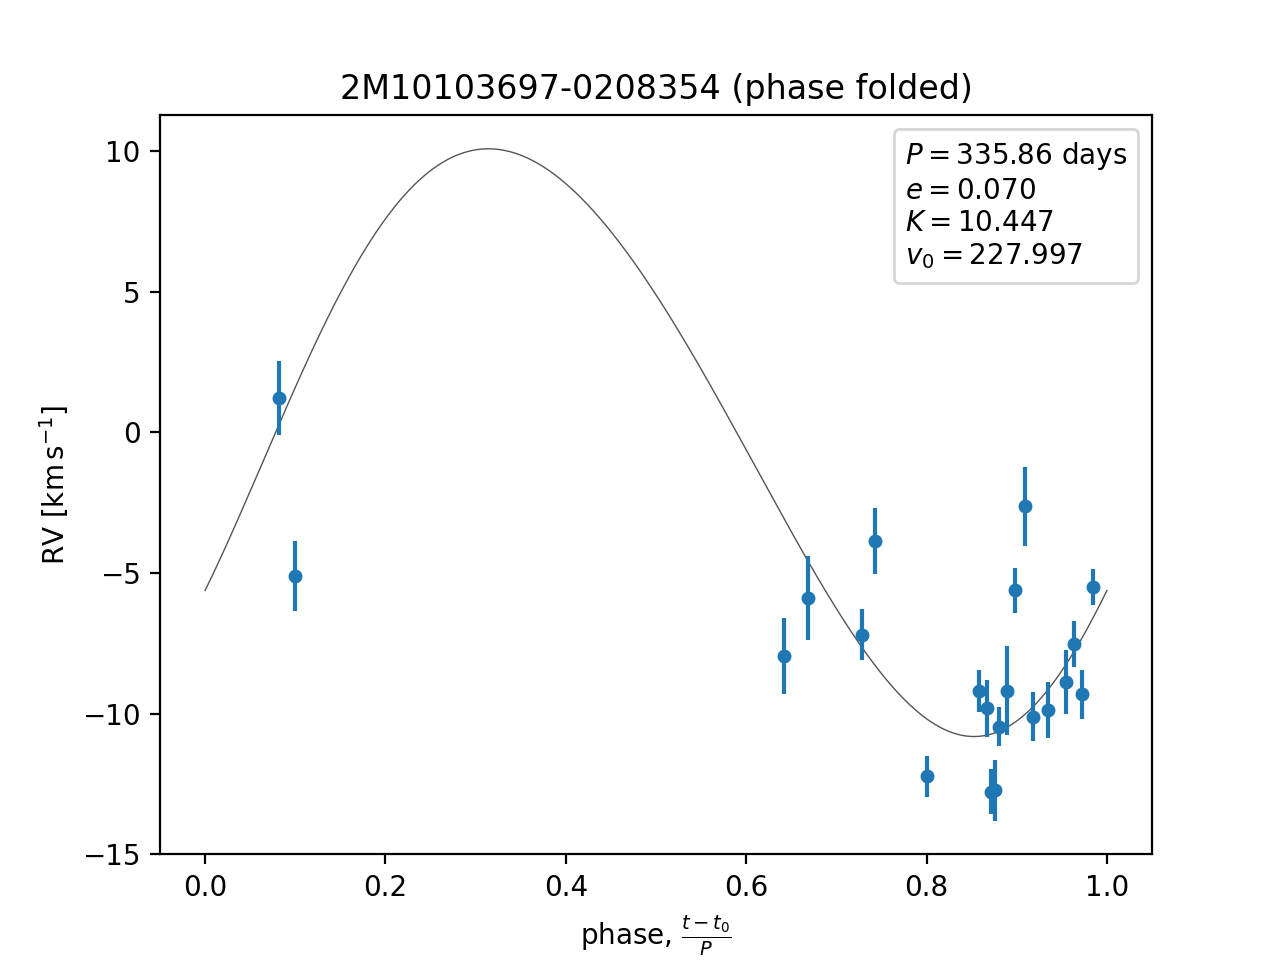 2M10103697-0208354 (phase folded)
P = 335.86 days
e = 0.070
K = 10.447
v₀ = 227.997
10
5
0
−5
−10
−15
RV [km s⁻¹]
0.0 0.2 0.4 0.6 0.8 1.0
phase, (t − t₀)/P